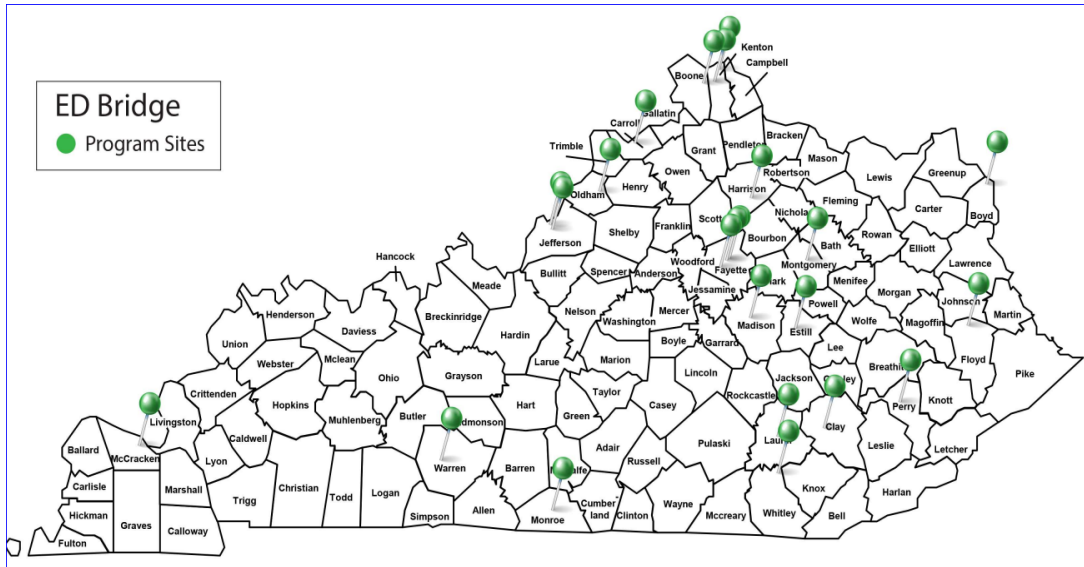 ED Bridge
Program Sites
Kenton
Campbell
Boone
Gallatin
Carroll
Trimble
Grant
Pendleton
Bracken
Mason
Robertson
Lewis
Greenup
Owen
Henry
Oldham
Harrison
Fleming
Carter
Boyd
Nichola
Scott
Franklin
Shelby
Jefferson
Bourbon
Bath
Rowan
Elliott
Lawrence
Woodford
Montgomery
Fayette
Bullitt
Spencer
Anderson
Hancock
Meade
Jessamine
ark
Menifee
Morgan
Johnson
Martin
Powell
Breckinridge
Nelson
Washington
Mercer
Madison
Estill
Wolfe
Magoffin
Henderson
Daviess
Hardin
Boyle
Garrard
Lee
Floyd
Union
Webster
Mclean
Larue
Marion
Lincoln
Pike
Ohio
Grayson
Taylor
Rockcastle
Jackson
Breathi
Crittenden
Hopkins
Muhlenberg
Butler
Hart
Green
Casey
Perry
Knott
Livingston
dmonson
Clay
Caldwell
Adair
Pulaski
Laur
Leslie
Letcher
Ballard
McCracken
Lyon
Warren
Barren
Russell
Carlisle
Marshall
Trigg
Christian
Todd
Logan
Knox
Harlan
Hickman
Graves
Calloway
Simpson
Allen
Monroe
Cumber
land
Clinton
Wayne
Mccreary
Whitley
Bell
Fulton